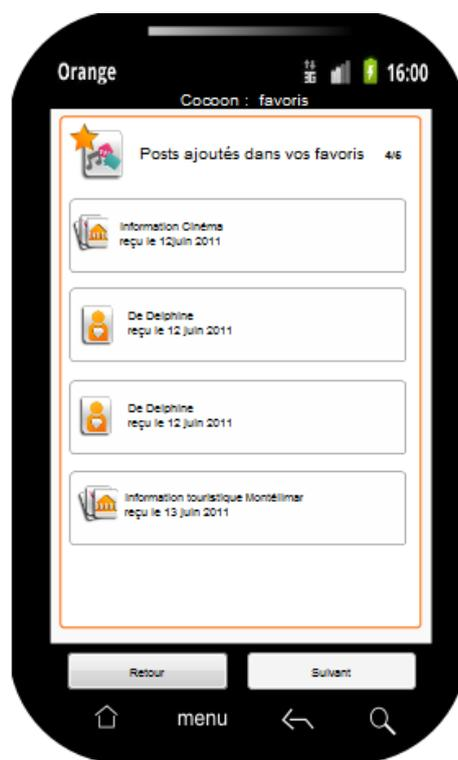 Orange 3G 16:00
Cocoon : favoris
Posts ajoutés dans vos favoris 4/6
Information Cinéma
reçu le 12juin 2011
De Delphine
reçu le 12 juin 2011
De Delphine
reçu le 12 juin 2011
Information touristique Montélimar
reçu le 13 juin 2011
Retour Suivant
menu